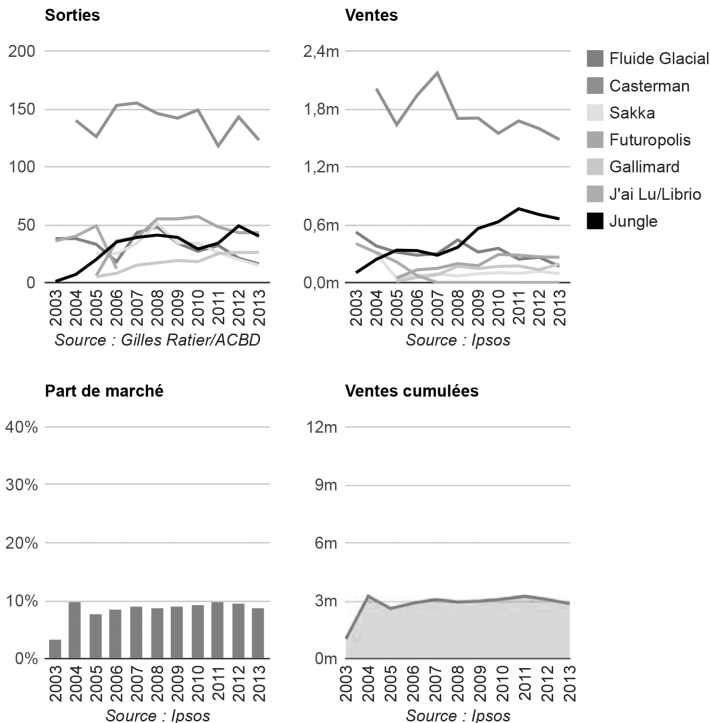 Sorties
200
150
100
50
0
2003
2004
2005
2006
2007
2008
2009
2010
2011
2012
2013
Source : Gilles Ratier/ACBD
Ventes
2,4m
1,8m
1,2m
0,6m
0,0m
2003
2004
2005
2006
2007
2008
2009
2010
2011
2012
2013
Source : Ipsos
Fluide Glacial
Casterman
Sakka
Futuropolis
Gallimard
J'ai Lu/Librio
Jungle
Part de marché
40%
30%
20%
10%
0%
2003
2004
2005
2006
2007
2008
2009
2010
2011
2012
2013
Source : Ipsos
Ventes cumulées
12m
9m
6m
3m
0m
2003
2004
2005
2006
2007
2008
2009
2010
2011
2012
2013
Source : Ipsos